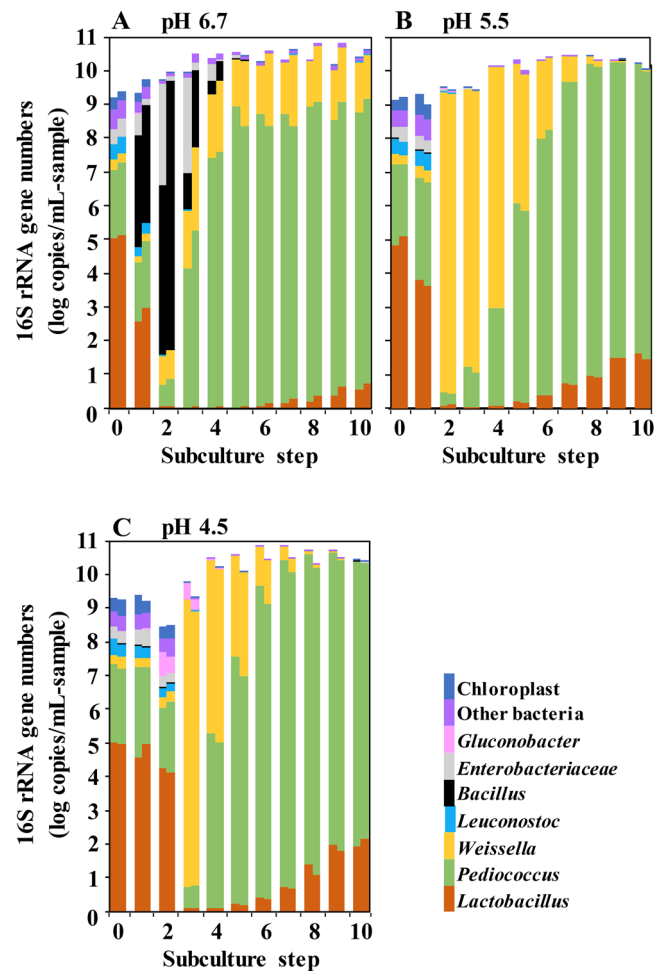 A pH 6.7
B pH 5.5
16S rRNA gene numbers
(log copies/mL-sample)
11
10
9
8
7
6
5
4
3
2
1
0
0 2 4 6 8 10
0 2 4 6 8 10
Subculture step
Subculture step
C pH 4.5
16S rRNA gene numbers
(log copies/mL-sample)
11
10
9
8
7
6
5
4
3
2
1
0
0 2 4 6 8 10
Subculture step
Chloroplast
Other bacteria
Gluconobacter
Enterobacteriaceae
Bacillus
Leuconostoc
Weissella
Pediococcus
Lactobacillus